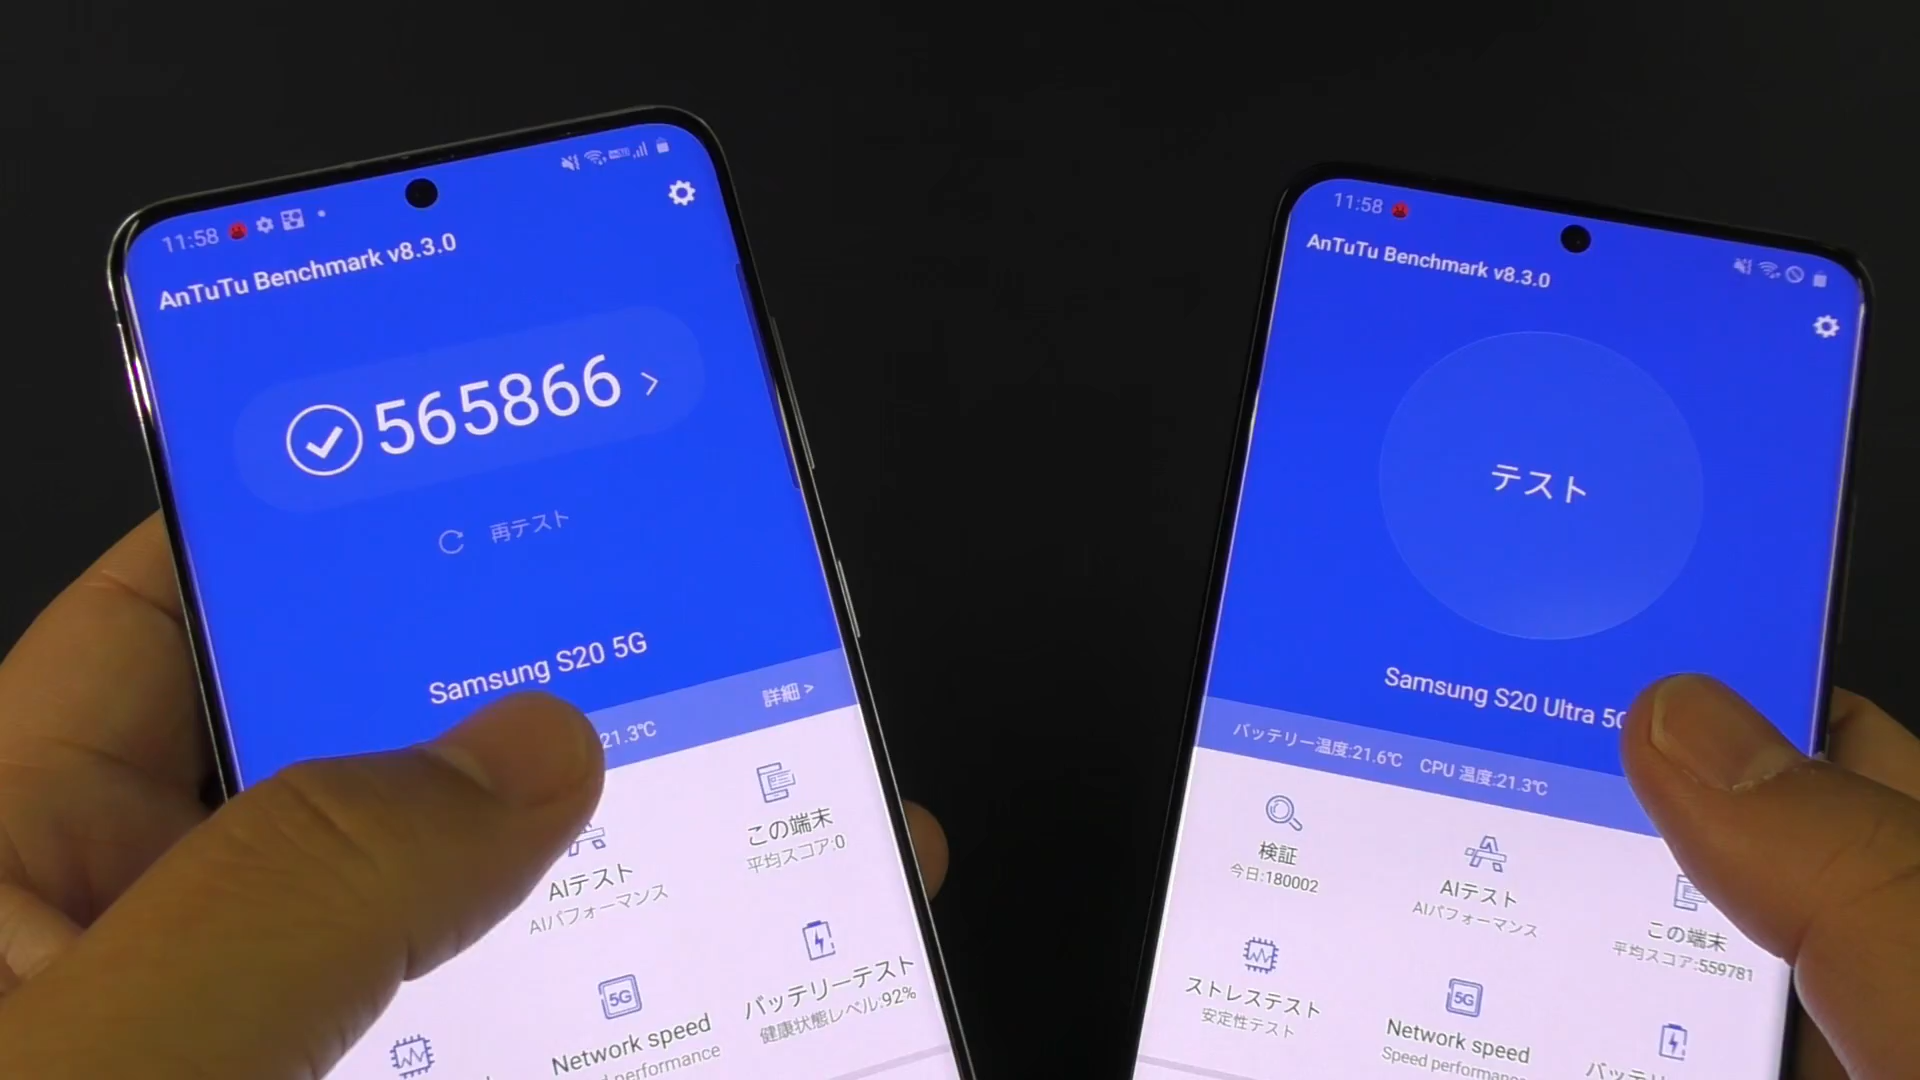 11:58
AnTuTu Benchmark v8.3.0
565866 >
再テスト
Samsung S20 5G
21.3℃
詳細 >
AIテスト
AIパフォーマンス
この端末
平均スコア:0
5G
Network speed
performance
バッテリーテスト
健康状態レベル:92%
11:58
AnTuTu Benchmark v8.3.0
テスト
Samsung S20 Ultra 5G
バッテリー温度:21.6℃ CPU 温度:21.3℃
検証
今日:180002
AIテスト
AIパフォーマンス
この端末
平均スコア:559781
ストレステスト
安定性テスト
5G
Network speed
Speed performance